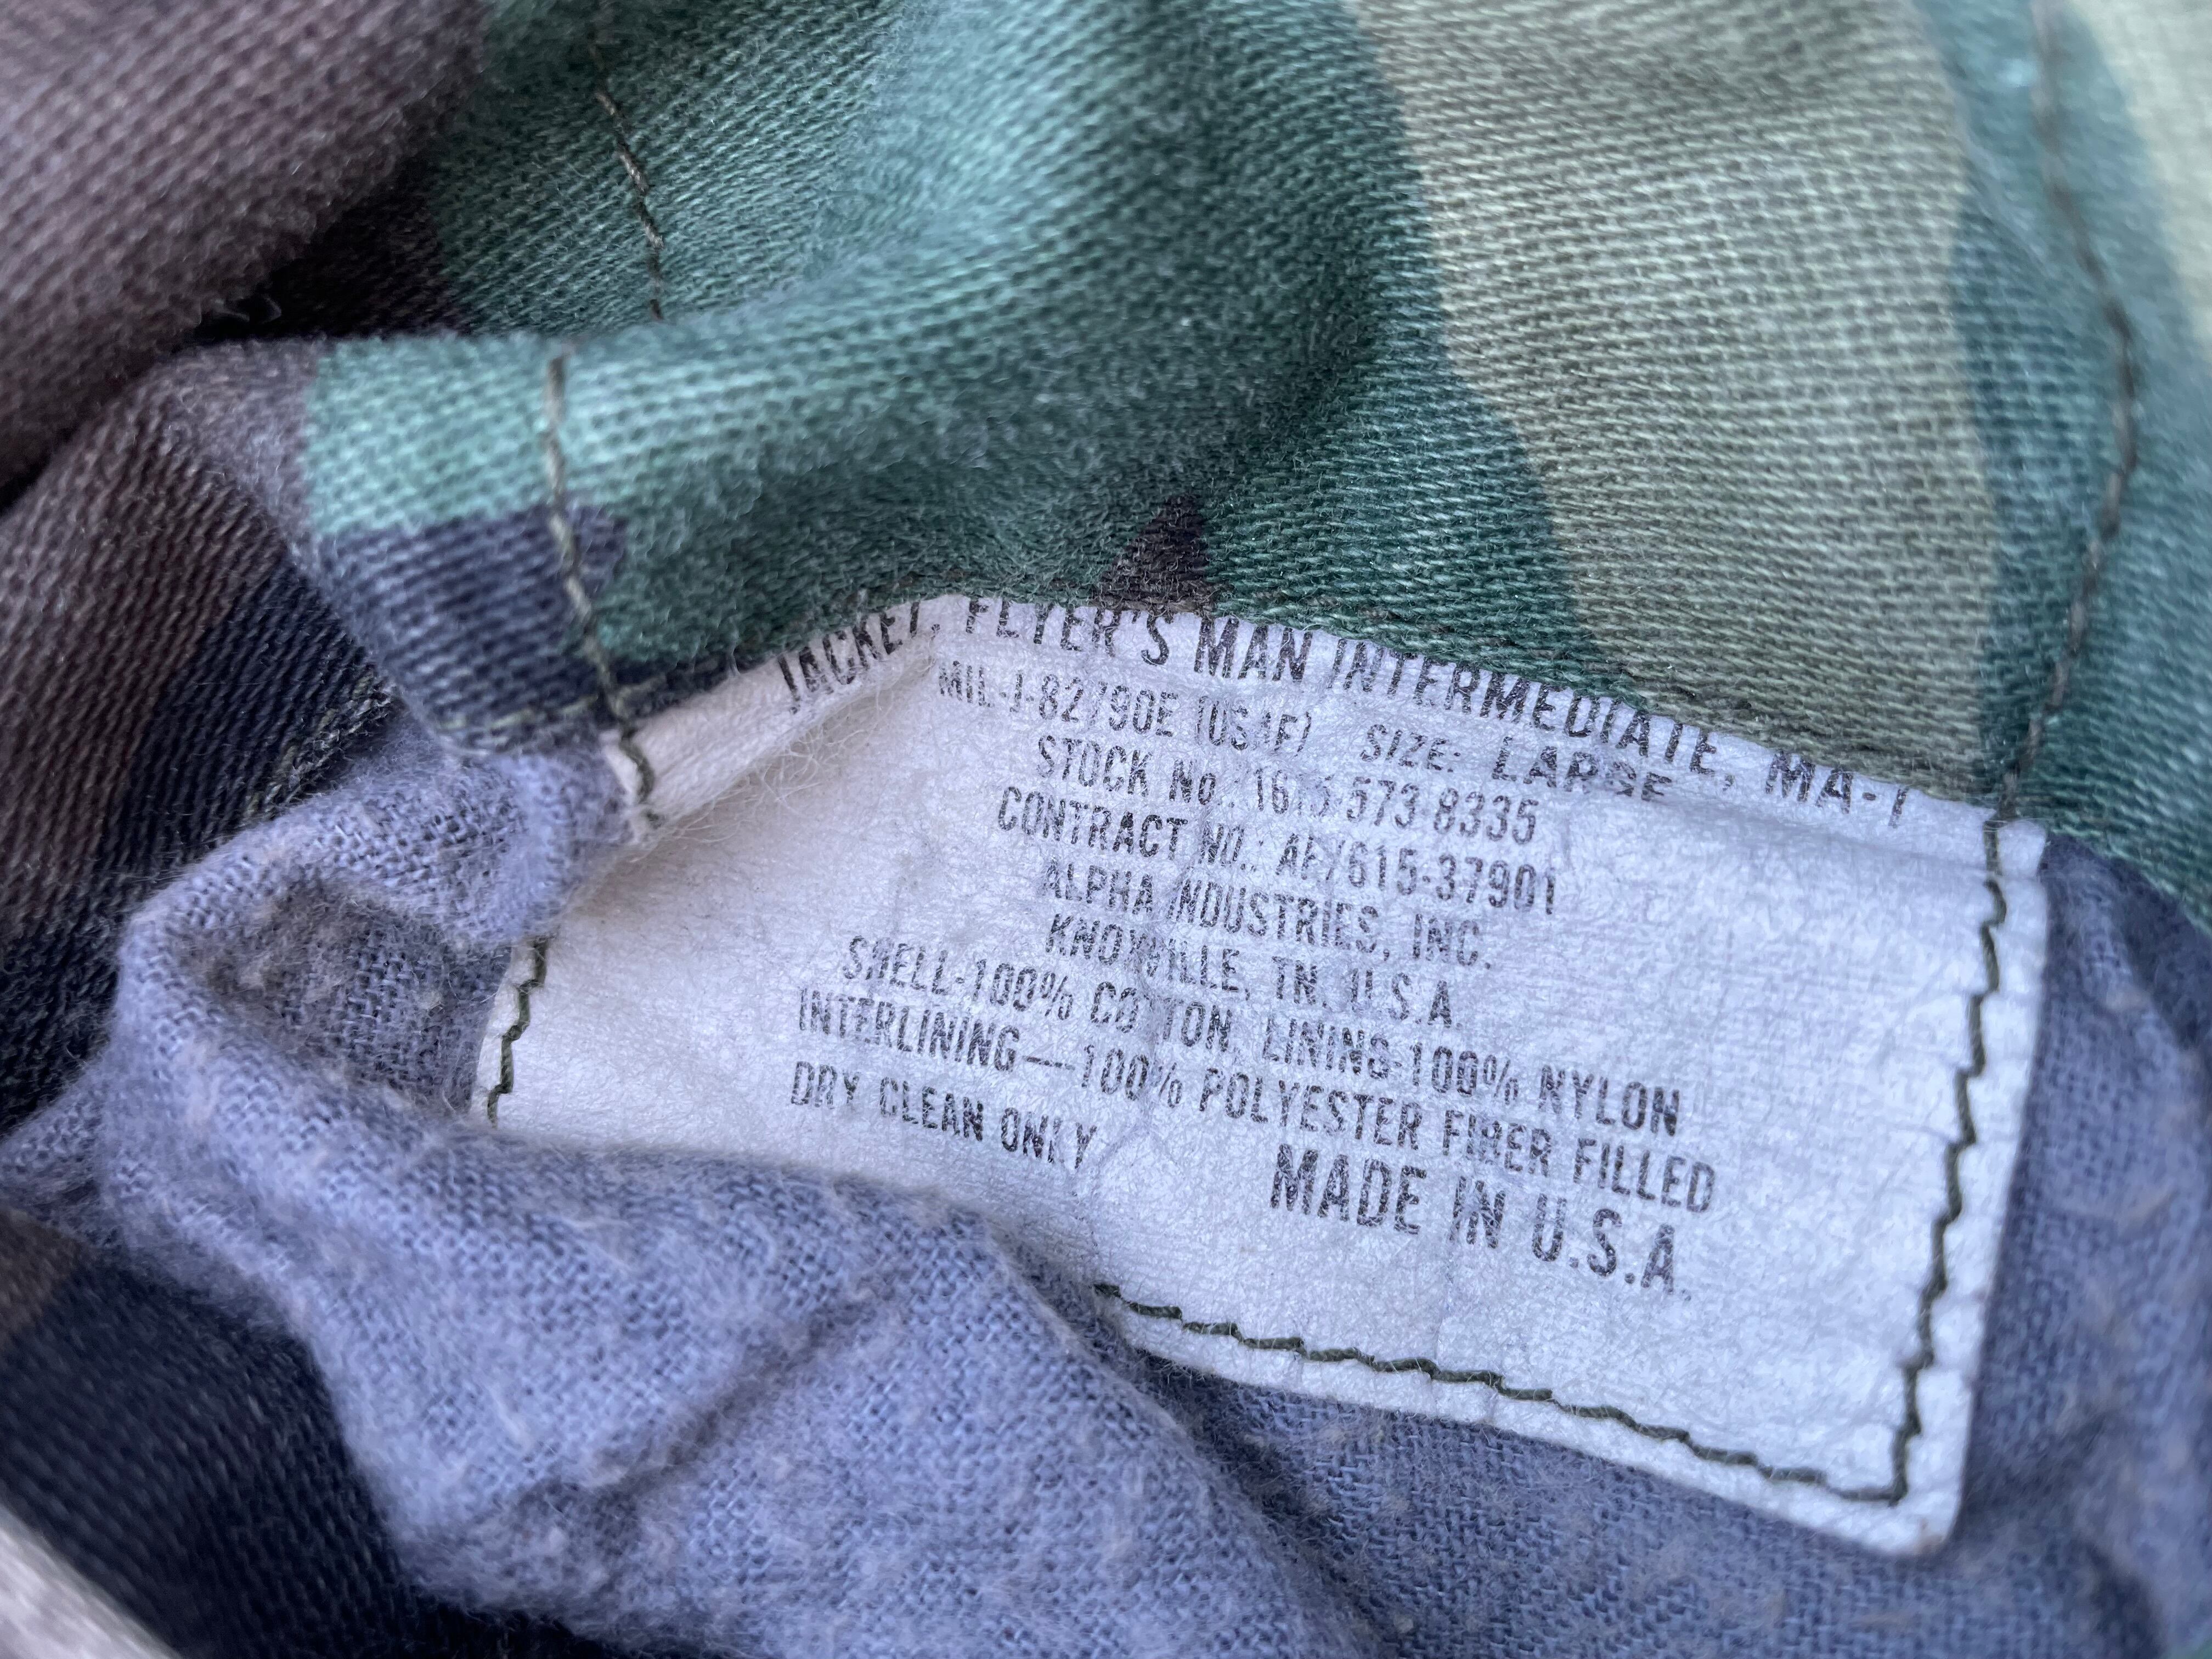 JACKET, FLYER'S MAN INTERMEDIATE, MA-1
MIL-J-82790E (USAF) SIZE: LARGE
STOCK No.: 1615-573-8335
CONTRACT NO.: AF/615-37901
ALPHA INDUSTRIES, INC.
KNOXVILLE, TN. U.S.A.
SHELL-100% COTTON, LINING-100% NYLON
INTERLINING—100% POLYESTER FIBER FILLED
DRY CLEAN ONLY
MADE IN U.S.A.